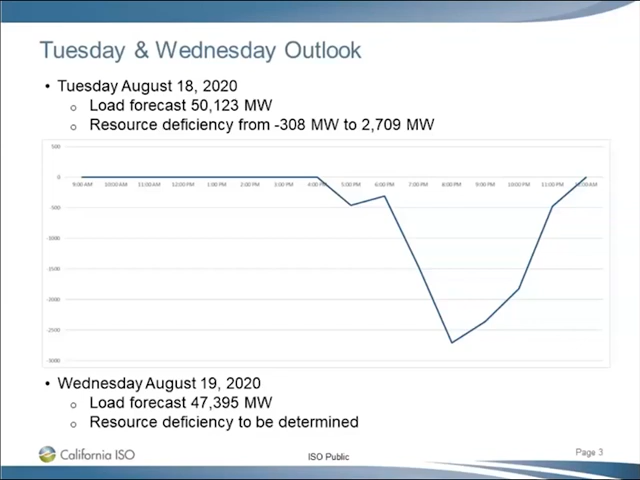 Tuesday & Wednesday Outlook
• Tuesday August 18, 2020
o Load forecast 50,123 MW
o Resource deficiency from -308 MW to 2,709 MW
500
0
9:00 AM 10:00 AM 11:00 AM 12:00 PM 1:00 PM 2:00 PM 3:00 PM 4:00 PM 5:00 PM 6:00 PM 7:00 PM 8:00 PM 9:00 PM 10:00 PM 11:00 PM
-500
-1000
-1500
-2000
-2500
-3000
• Wednesday August 19, 2020
o Load forecast 47,395 MW
o Resource deficiency to be determined
California ISO
ISO Public
Page 3